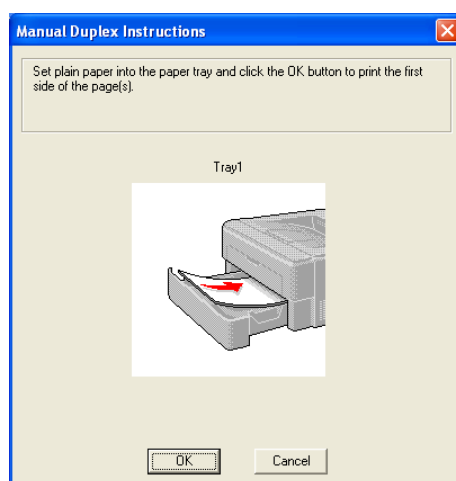 Manual Duplex Instructions
Set plain paper into the paper tray and click the OK button to print the first
side of the page(s).
Tray1
OK
Cancel